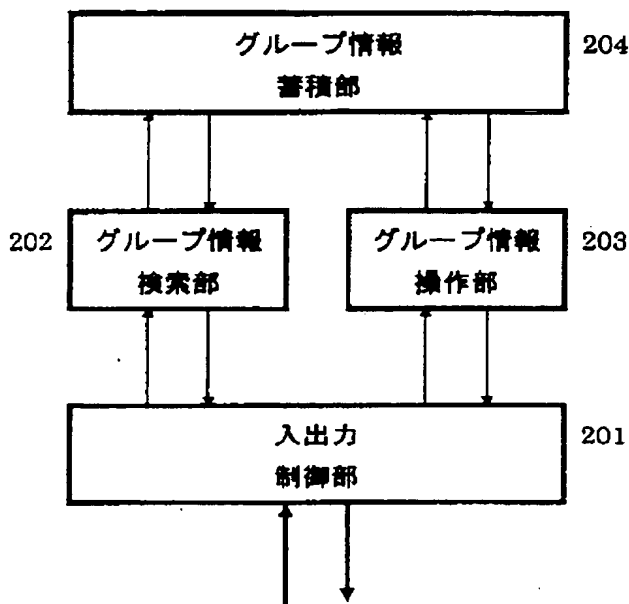 グループ情報
蓄積部
204
202
グループ情報
検索部
グループ情報
操作部
203
入出力
制御部
201